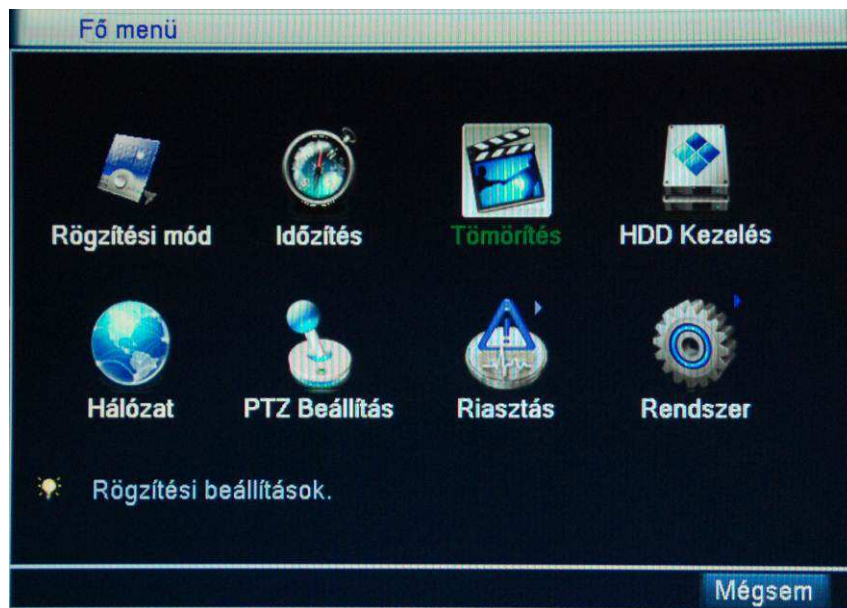 Fő menü
Rögzítési mód
Időzítés
Tömörítés
HDD Kezelés
Hálózat
PTZ Beállítás
Riasztás
Rendszer
Rögzítési beállítások.
Mégsem